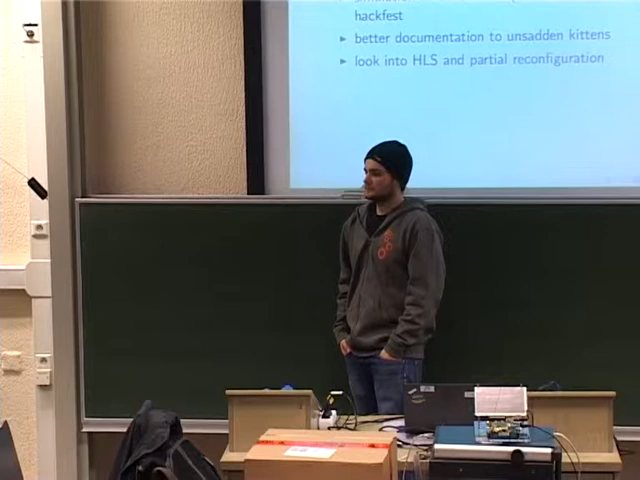 hackfest
▶ better documentation to unsadden kittens
▶ look into HLS and partial reconfiguration